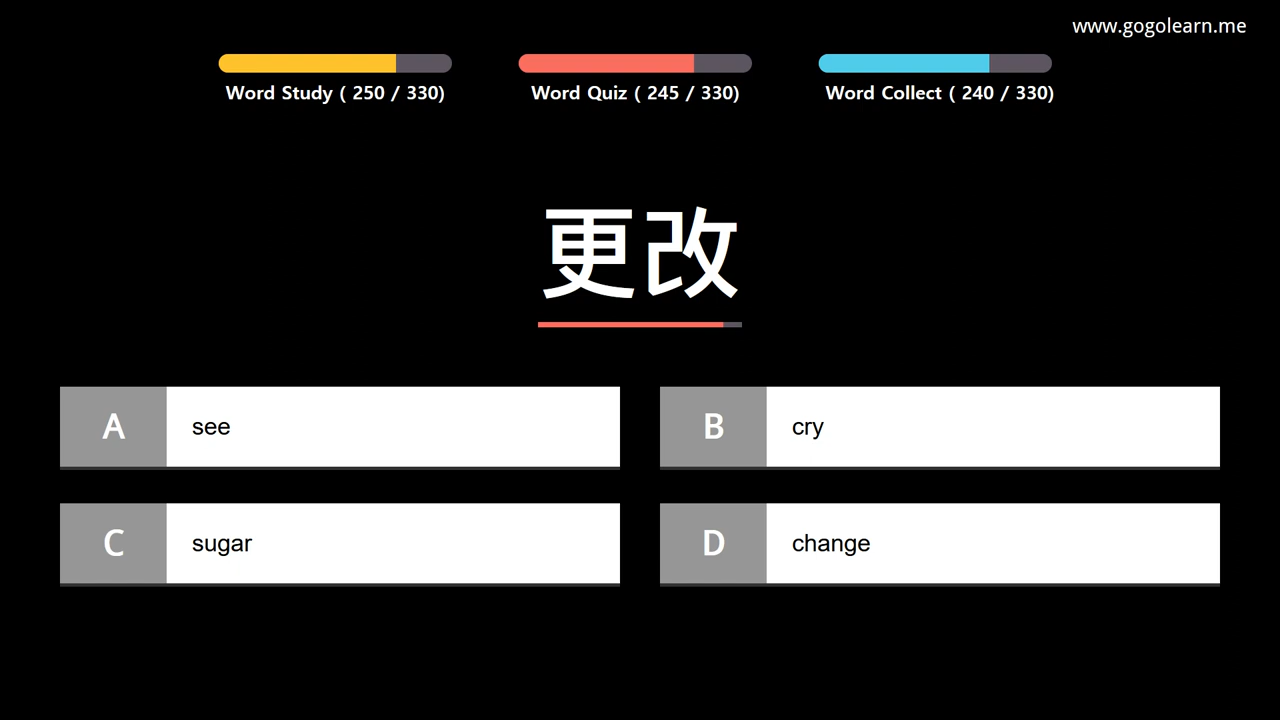 www.gogolearn.me
Word Study ( 250 / 330)
Word Quiz ( 245 / 330)
Word Collect ( 240 / 330)
更改
A see
B cry
C sugar
D change